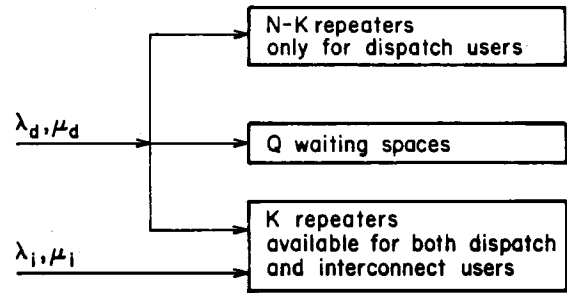 N-K repeaters
only for dispatch users
λd, μd
Q waiting spaces
K repeaters
available for both dispatch
and interconnect users
λi, μi